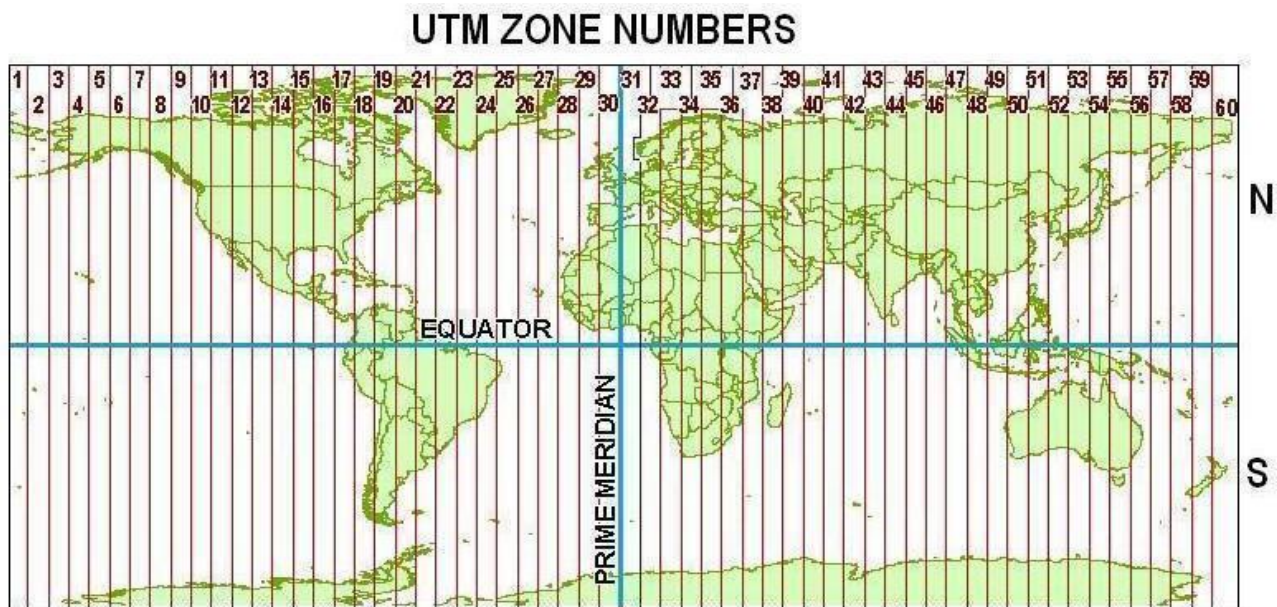 UTM ZONE NUMBERS
1 3 5 7 9 11 13 15 17 19 21 23 25 27 29 31 33 35 37 39 41 43 45 47 49 51 53 55 57 59
2 4 6 8 10 12 14 16 18 20 22 24 26 28 30 32 34 36 38 40 42 44 46 48 50 52 54 56 58 60
N
EQUATOR
PRIME MERIDIAN
S